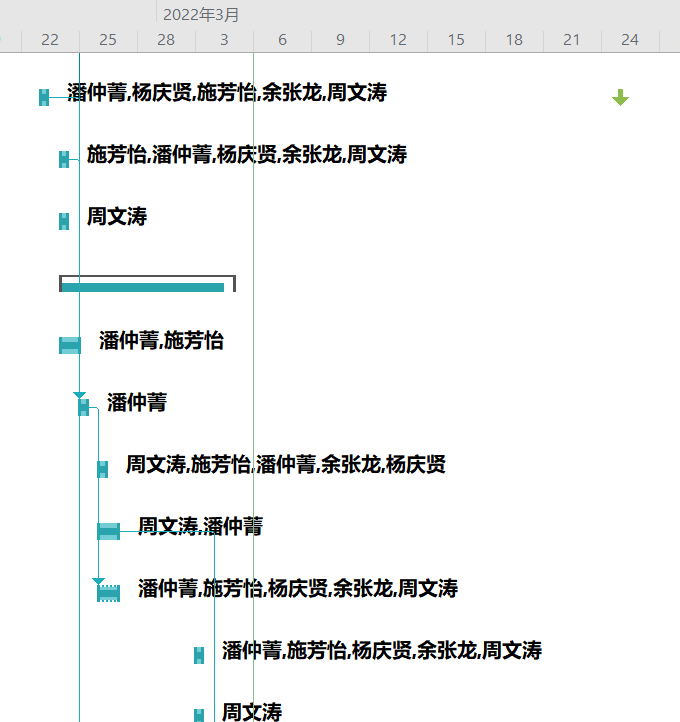 2022年3月
22 25 28 3 6 9 12 15 18 21 24
潘仲菁,杨庆贤,施芳怡,余张龙,周文涛
施芳怡,潘仲菁,杨庆贤,余张龙,周文涛
周文涛
潘仲菁,施芳怡
潘仲菁
周文涛,施芳怡,潘仲菁,余张龙,杨庆贤
周文涛,潘仲菁
潘仲菁,施芳怡,杨庆贤,余张龙,周文涛
潘仲菁,施芳怡,杨庆贤,余张龙,周文涛
周文涛